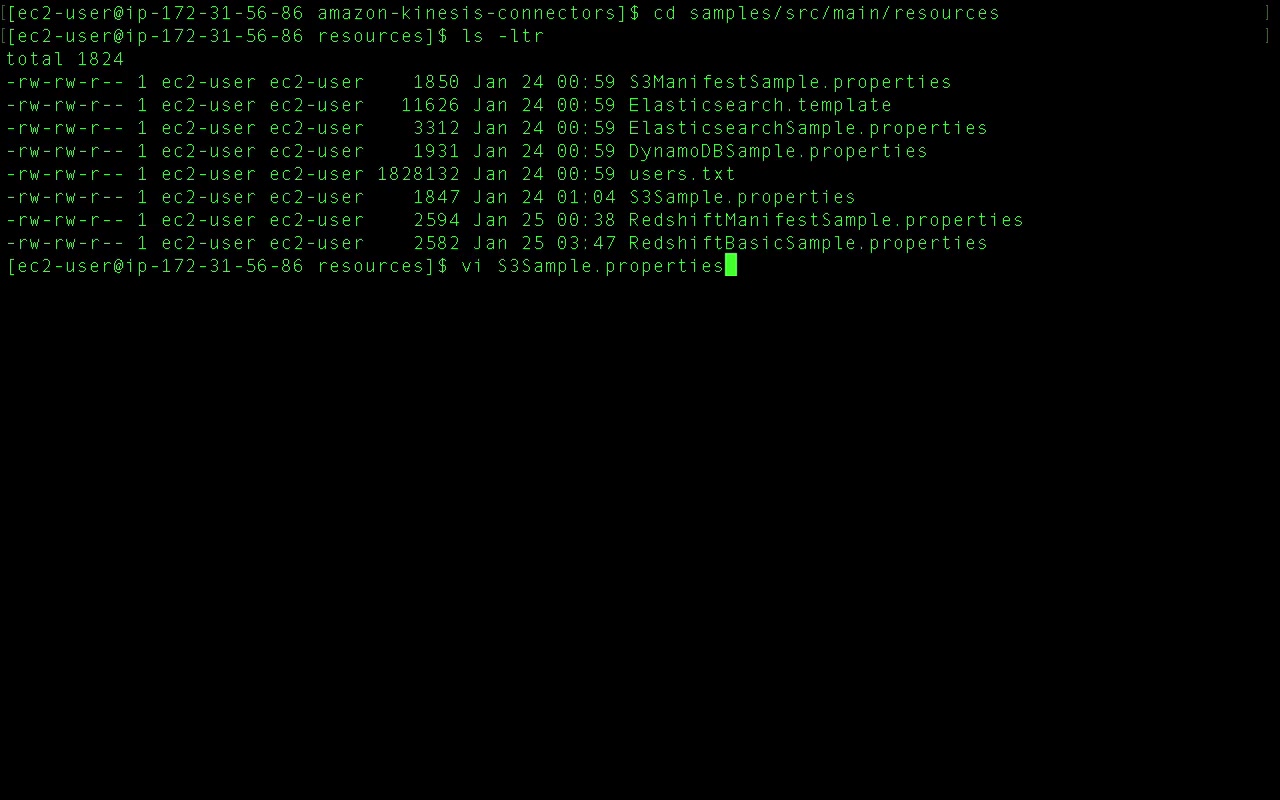 [ec2-user@ip-172-31-56-86 amazon-kinesis-connectors]$ cd samples/src/main/resources
[ec2-user@ip-172-31-56-86 resources]$ ls -ltr
total 1824
-rw-rw-r-- 1 ec2-user ec2-user    1850 Jan 24 00:59 S3ManifestSample.properties
-rw-rw-r-- 1 ec2-user ec2-user   11626 Jan 24 00:59 Elasticsearch.template
-rw-rw-r-- 1 ec2-user ec2-user    3312 Jan 24 00:59 ElasticsearchSample.properties
-rw-rw-r-- 1 ec2-user ec2-user    1931 Jan 24 00:59 DynamoDBSample.properties
-rw-rw-r-- 1 ec2-user ec2-user 1828132 Jan 24 00:59 users.txt
-rw-rw-r-- 1 ec2-user ec2-user    1847 Jan 24 01:04 S3Sample.properties
-rw-rw-r-- 1 ec2-user ec2-user    2594 Jan 25 00:38 RedshiftManifestSample.properties
-rw-rw-r-- 1 ec2-user ec2-user    2582 Jan 25 03:47 RedshiftBasicSample.properties
[ec2-user@ip-172-31-56-86 resources]$ vi S3Sample.properties